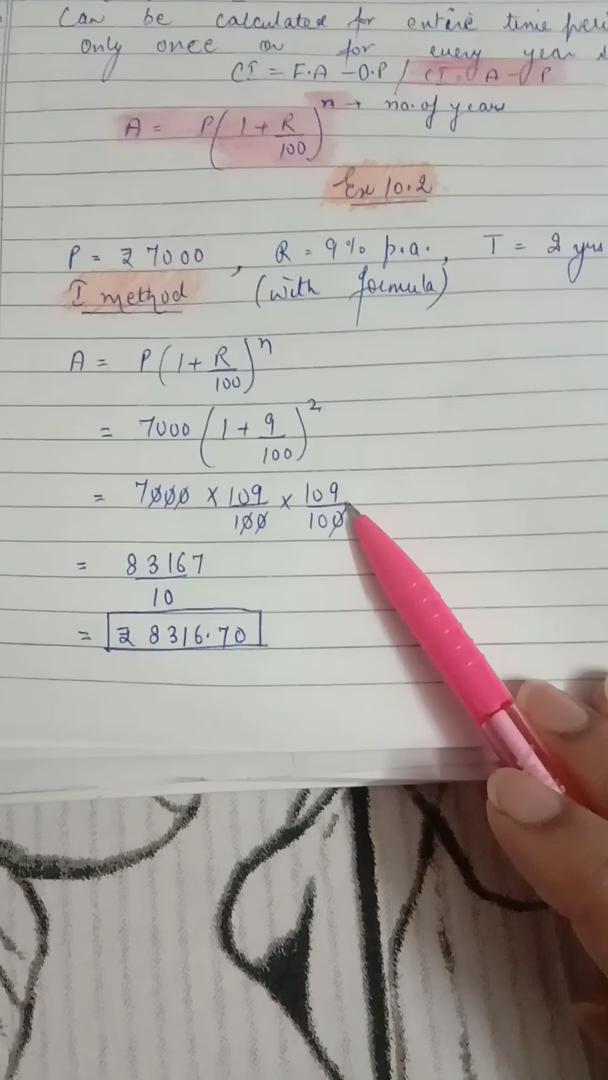 Can be calculated for entire time
only once or for every year
CI = F.A - O.P / CI = A - P
A = P(1 + R/100)^n → no. of years
Ex 10.2
P = ₹ 7000 , R = 9% p.a. , T = 2 yrs
I method (with formula)
A = P(1 + R/100)^n
= 7000 (1 + 9/100)^2
= 7000 × 109/100 × 109/100
= 83167/10
= ₹ 8316.70